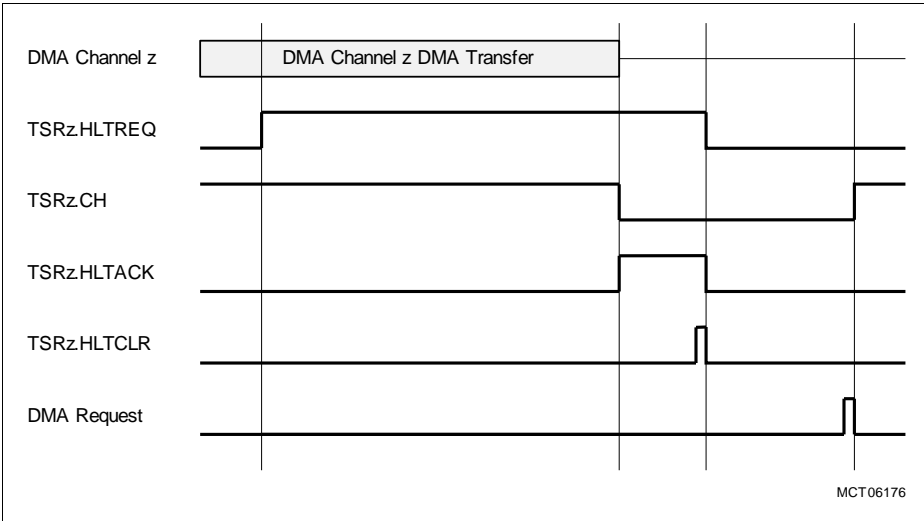 DMA Channel z
DMA Channel z DMA Transfer
TSRz.HLTREQ
TSRz.CH
TSRz.HLTACK
TSRz.HLTCLR
DMA Request
MCT06176